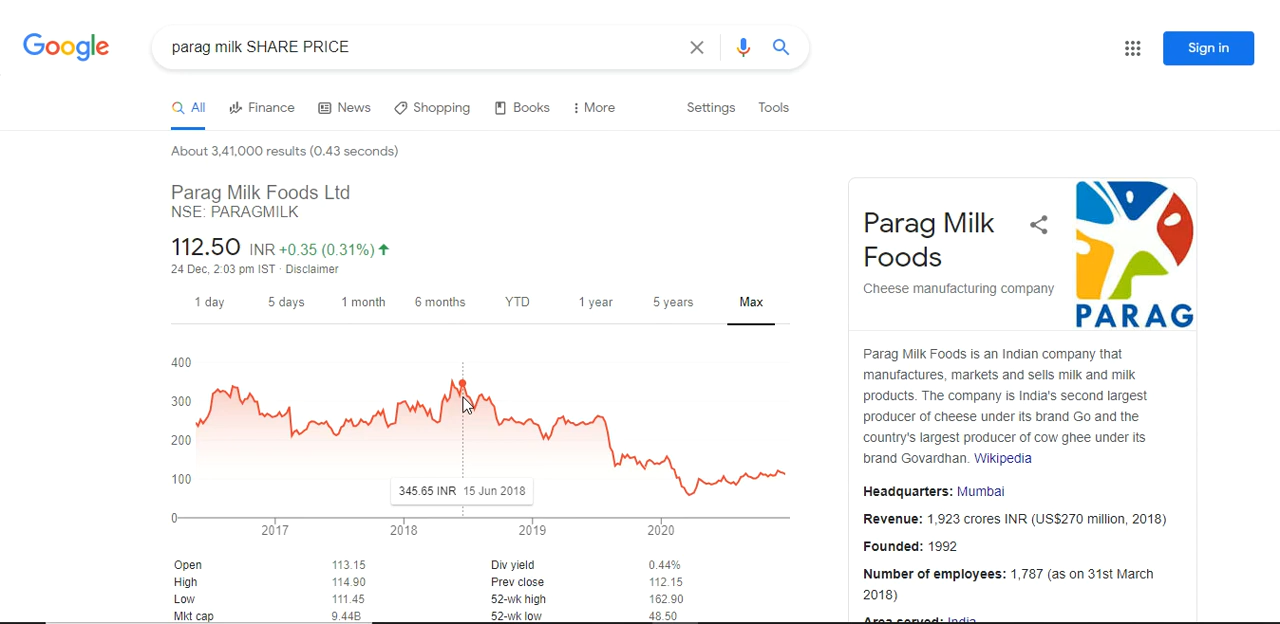 Google
parag milk SHARE PRICE
Sign in
All Finance News Shopping Books More Settings Tools
About 3,41,000 results (0.43 seconds)
Parag Milk Foods Ltd
NSE: PARAGMILK
112.50 INR +0.35 (0.31%)
24 Dec, 2:03 pm IST · Disclaimer
1 day 5 days 1 month 6 months YTD 1 year 5 years Max
400
300
200
100
0
345.65 INR 15 Jun 2018
2017 2018 2019 2020
Open 113.15 Div yield 0.44%
High 114.90 Prev close 112.15
Low 111.45 52-wk high 162.90
Mkt cap 9.44B 52-wk low 48.50
Parag Milk
Foods
Cheese manufacturing company
PARAG
Parag Milk Foods is an Indian company that
manufactures, markets and sells milk and milk
products. The company is India's second largest
producer of cheese under its brand Go and the
country's largest producer of cow ghee under its
brand Govardhan. Wikipedia
Headquarters: Mumbai
Revenue: 1,923 crores INR (US$270 million, 2018)
Founded: 1992
Number of employees: 1,787 (as on 31st March
2018)
Area served: India